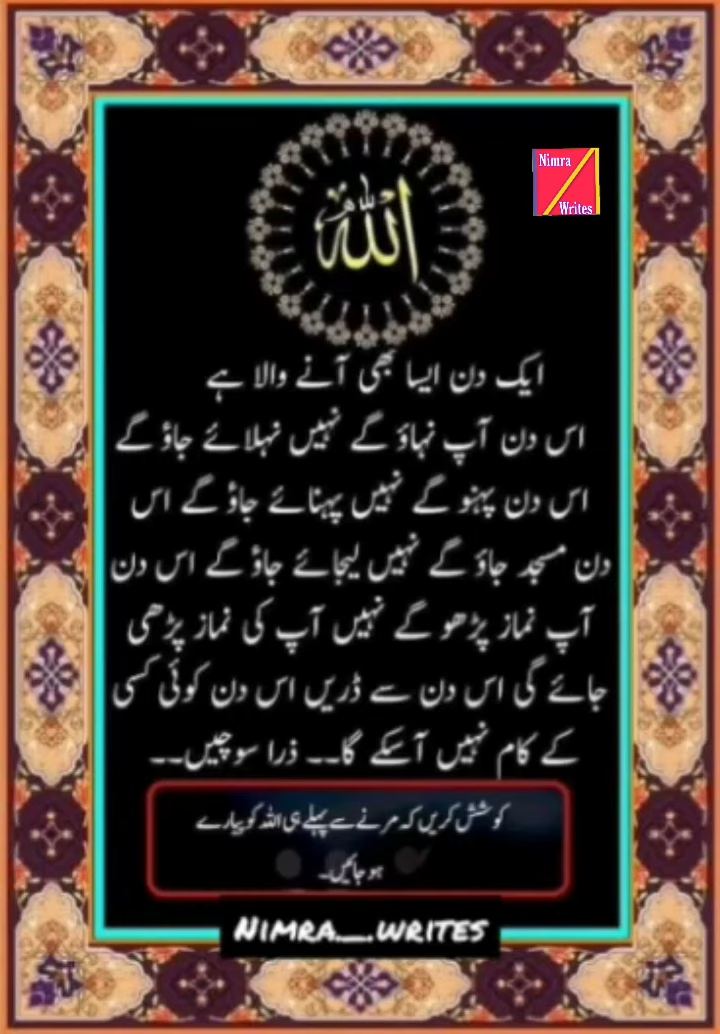 الله
Nimra
Writes
ایک دن ایسا بھی آنے والا ہے
اس دن آپ نہاؤ گے نہیں نہلائے جاؤ گے
اس دن پہنو گے نہیں پہنائے جاؤ گے اس
دن مسجد جاؤ گے نہیں لیجائے جاؤ گے اس دن
آپ نماز پڑھو گے نہیں آپ کی نماز پڑھی
جائے گی اس دن سے ڈریں اس دن کوئی کسی
کے کام نہیں آسکے گا۔۔ ذرا سوچیں۔۔
کوشش کریں کہ مرنے سے پہلے ہی اللہ کو پیارے
ہو جائیں۔
NIMRA__.WRITES